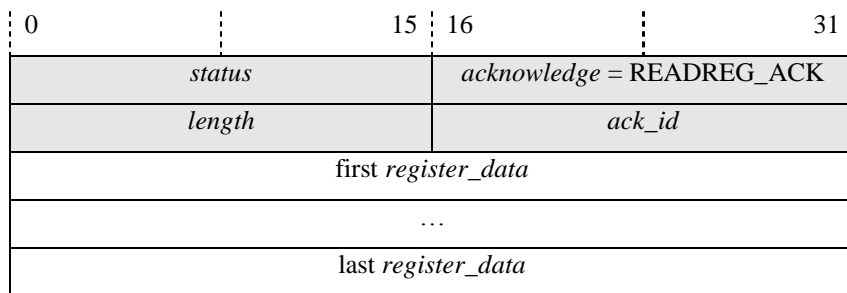 0 15 16 31
status acknowledge = READREG_ACK
length ack_id
first register_data
…
last register_data